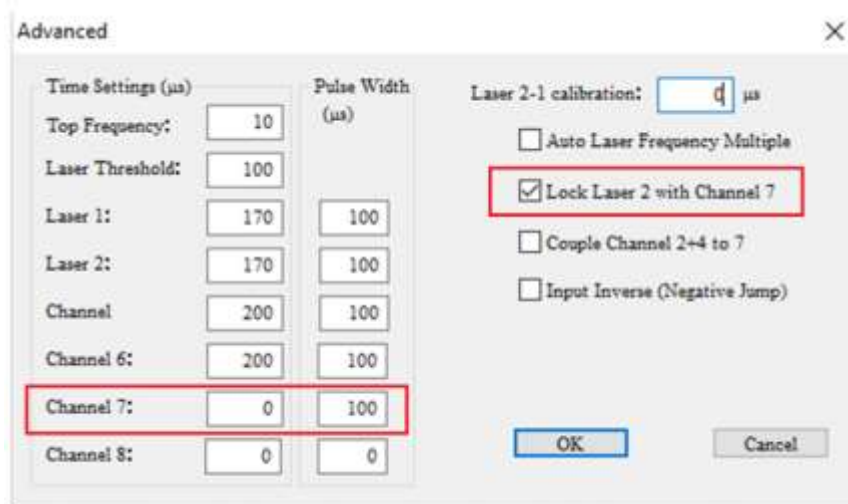 Advanced
Time Settings (µs)
Pulse Width
(µs)
Top Frequency: 10
Laser Threshold: 100
Laser 1: 170 100
Laser 2: 170 100
Channel 200 100
Channel 6: 200 100
Channel 7: 0 100
Channel 8: 0 0
Laser 2-1 calibration: 0 µs
Auto Laser Frequency Multiple
Lock Laser 2 with Channel 7
Couple Channel 2+4 to 7
Input Inverse (Negative Jump)
OK Cancel